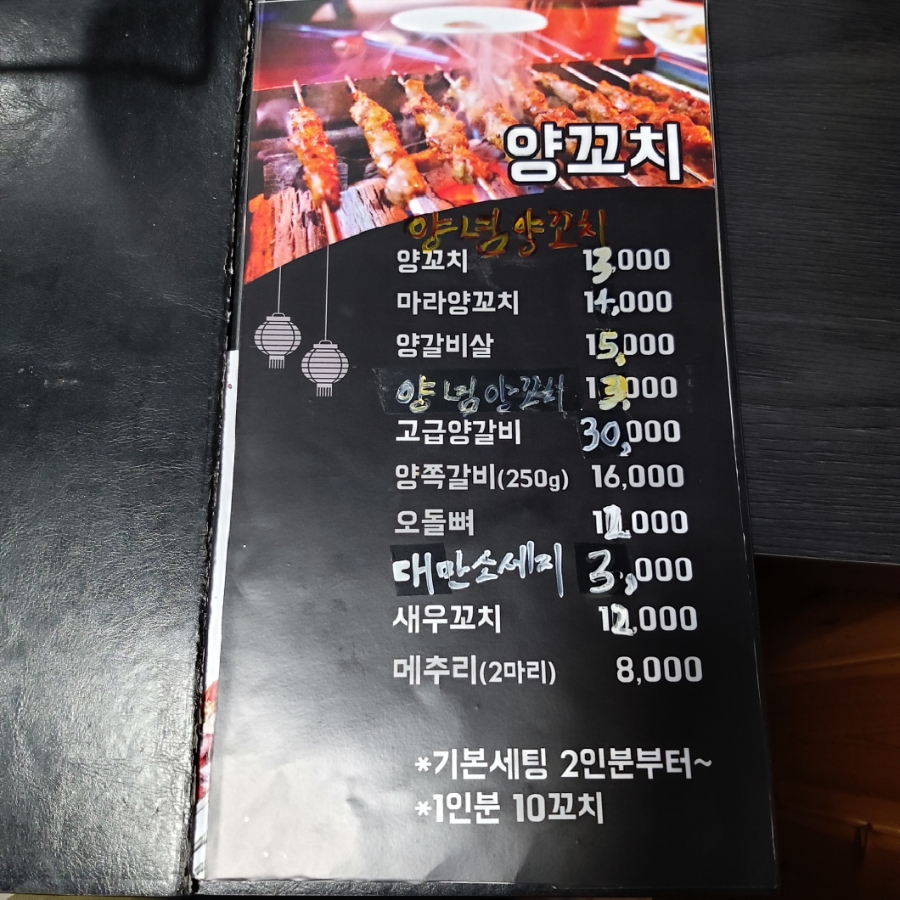 양꼬치
양념양꼬치
양꼬치 13,000
마라양꼬치 14,000
양갈비살 15,000
양념양꼬치 13,000
고급양갈비 30,000
양쪽갈비(250g) 16,000
오돌뼈 12,000
대만소세지 3,000
새우꼬치 12,000
메추리(2마리) 8,000
*기본세팅 2인분부터~
*1인분 10꼬치